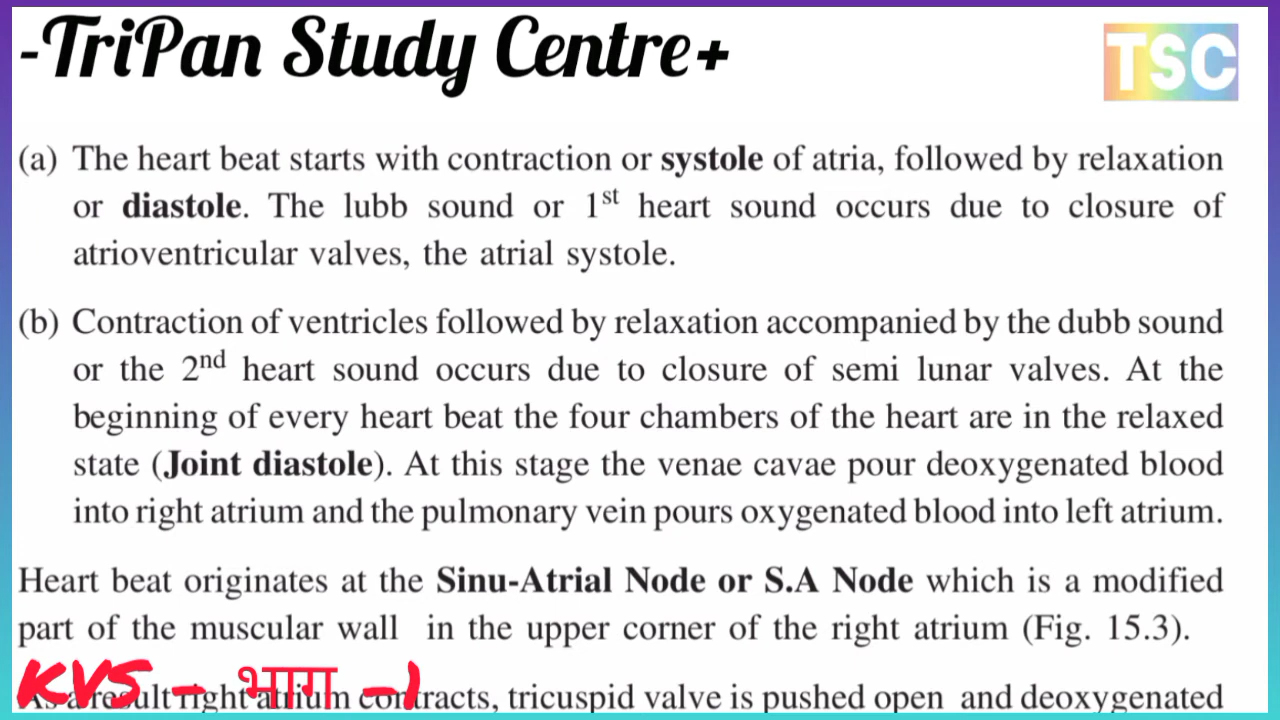 -TriPan Study Centre+
TSC
(a) The heart beat starts with contraction or systole of atria, followed by relaxation
or diastole. The lubb sound or 1st heart sound occurs due to closure of
atrioventricular valves, the atrial systole.
(b) Contraction of ventricles followed by relaxation accompanied by the dubb sound
or the 2nd heart sound occurs due to closure of semi lunar valves. At the
beginning of every heart beat the four chambers of the heart are in the relaxed
state (Joint diastole). At this stage the venae cavae pour deoxygenated blood
into right atrium and the pulmonary vein pours oxygenated blood into left atrium.
Heart beat originates at the Sinu-Atrial Node or S.A Node which is a modified
part of the muscular wall in the upper corner of the right atrium (Fig. 15.3).
KVS - भाग -1
As a result right atrium contracts, tricuspid valve is pushed open and deoxygenated